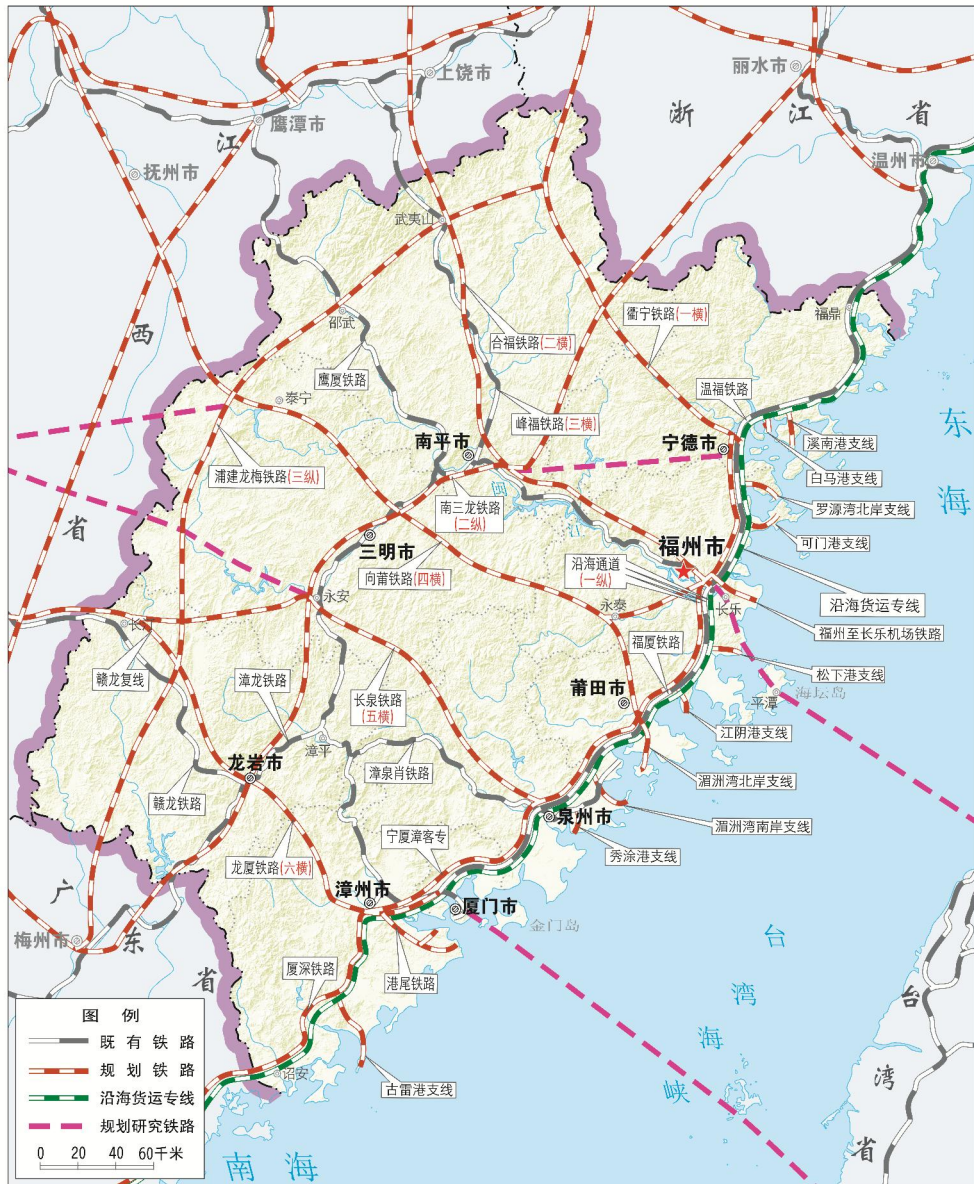 上饶市
丽水市
鹰潭市
江
浙
江
省
温州市
抚州市
武夷山
福鼎
邵武
合福铁路(二横)
衢宁铁路(一横)
西
鹰厦铁路
温福铁路
泰宁
峰福铁路(三横)
东
南平市
宁德市
溪南港支线
浦建龙梅铁路(三纵)
白马港支线
海
闽
南三龙铁路
(二纵)
罗源湾北岸支线
江
省
三明市
福州市
可门港支线
向莆铁路(四横)
沿海通道
(一纵)
永安
长乐
沿海货运专线
永泰
长汀
福州至长乐机场铁路
赣龙复线
漳龙铁路
福厦铁路
松下港支线
长泉铁路
(五横)
莆田市
海坛岛
平潭
江阴港支线
漳平
龙岩市
漳泉肖铁路
湄洲湾北岸支线
赣龙铁路
泉州市
湄洲湾南岸支线
宁厦漳客专
秀涂港支线
龙厦铁路(六横)
广
漳州市
厦门市
金门岛
梅州市
东
台
省
厦深铁路
港尾铁路
湾
台
海
诏安
古雷港支线
湾
峡
省
南海
图例
既有铁路
规划铁路
沿海货运专线
规划研究铁路
0 20 40 60千米